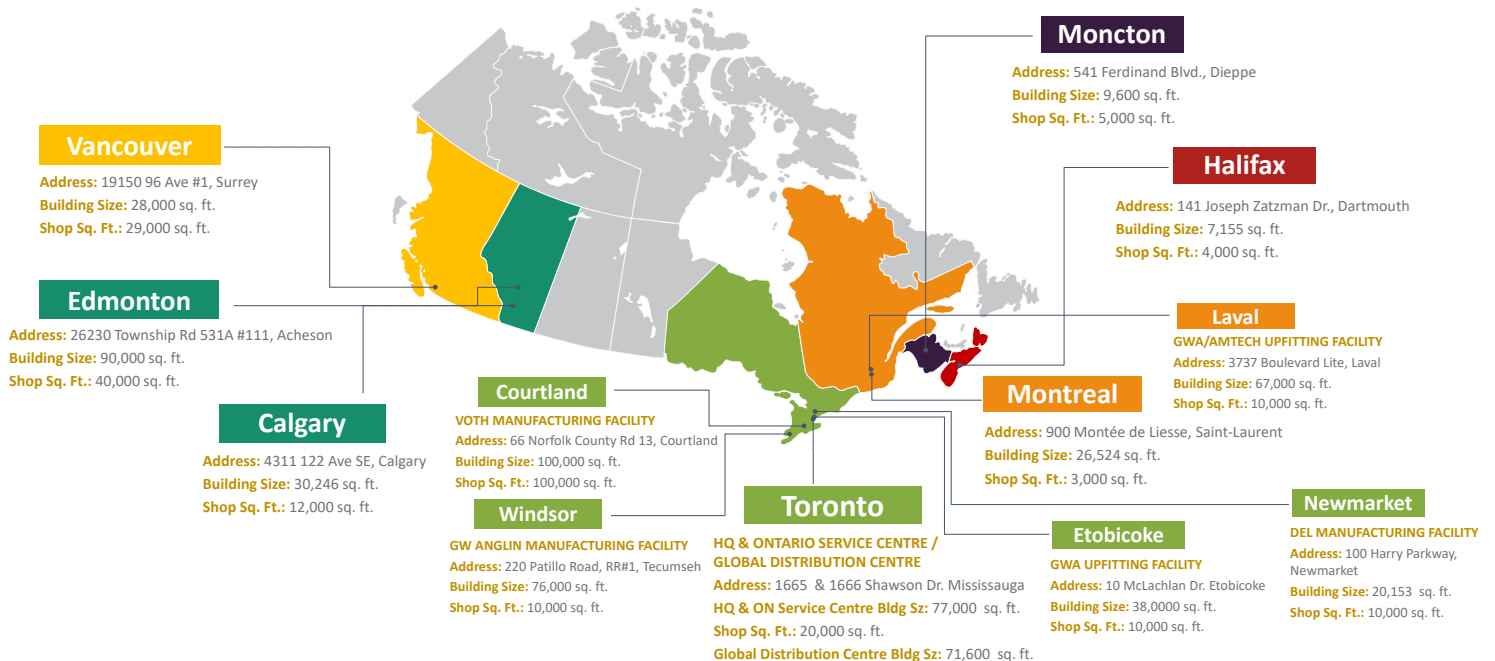 Moncton
Address: 541 Ferdinand Blvd., Dieppe
Building Size: 9,600 sq. ft.
Shop Sq. Ft.: 5,000 sq. ft.
Vancouver
Address: 19150 96 Ave #1, Surrey
Building Size: 28,000 sq. ft.
Shop Sq. Ft.: 29,000 sq. ft.
Halifax
Address: 141 Joseph Zatzman Dr., Dartmouth
Building Size: 7,155 sq. ft.
Shop Sq. Ft.: 4,000 sq. ft.
Edmonton
Address: 26230 Township Rd 531A #111, Acheson
Building Size: 90,000 sq. ft.
Shop Sq. Ft.: 40,000 sq. ft.
Laval
GWA/AMTECH UPFITTING FACILITY
Address: 3737 Boulevard Lite, Laval
Building Size: 67,000 sq. ft.
Shop Sq. Ft.: 10,000 sq. ft.
Calgary
Address: 4311 122 Ave SE, Calgary
Building Size: 30,246 sq. ft.
Shop Sq. Ft.: 12,000 sq. ft.
Courtland
VOTH MANUFACTURING FACILITY
Address: 66 Norfolk County Rd 13, Courtland
Building Size: 100,000 sq. ft.
Shop Sq. Ft.: 100,000 sq. ft.
Montreal
Address: 900 Montée de Liesse, Saint-Laurent
Building Size: 26,524 sq. ft.
Shop Sq. Ft.: 3,000 sq. ft.
Windsor
GW ANGLIN MANUFACTURING FACILITY
Address: 220 Patillo Road, RR#1, Tecumseh
Building Size: 76,000 sq. ft.
Shop Sq. Ft.: 10,000 sq. ft.
Toronto
HQ & ONTARIO SERVICE CENTRE /
GLOBAL DISTRIBUTION CENTRE
Address: 1665 & 1666 Shawson Dr. Mississauga
HQ & ON Service Centre Bldg Sz: 77,000 sq. ft.
Shop Sq. Ft.: 20,000 sq. ft.
Global Distribution Centre Bldg Sz: 71,600 sq. ft.
Etobicoke
GWA UPFITTING FACILITY
Address: 10 McLachlan Dr. Etobicoke
Building Size: 38,0000 sq. ft.
Shop Sq. Ft.: 10,000 sq. ft.
Newmarket
DEL MANUFACTURING FACILITY
Address: 100 Harry Parkway,
Newmarket
Building Size: 20,153 sq. ft.
Shop Sq. Ft.: 10,000 sq. ft.